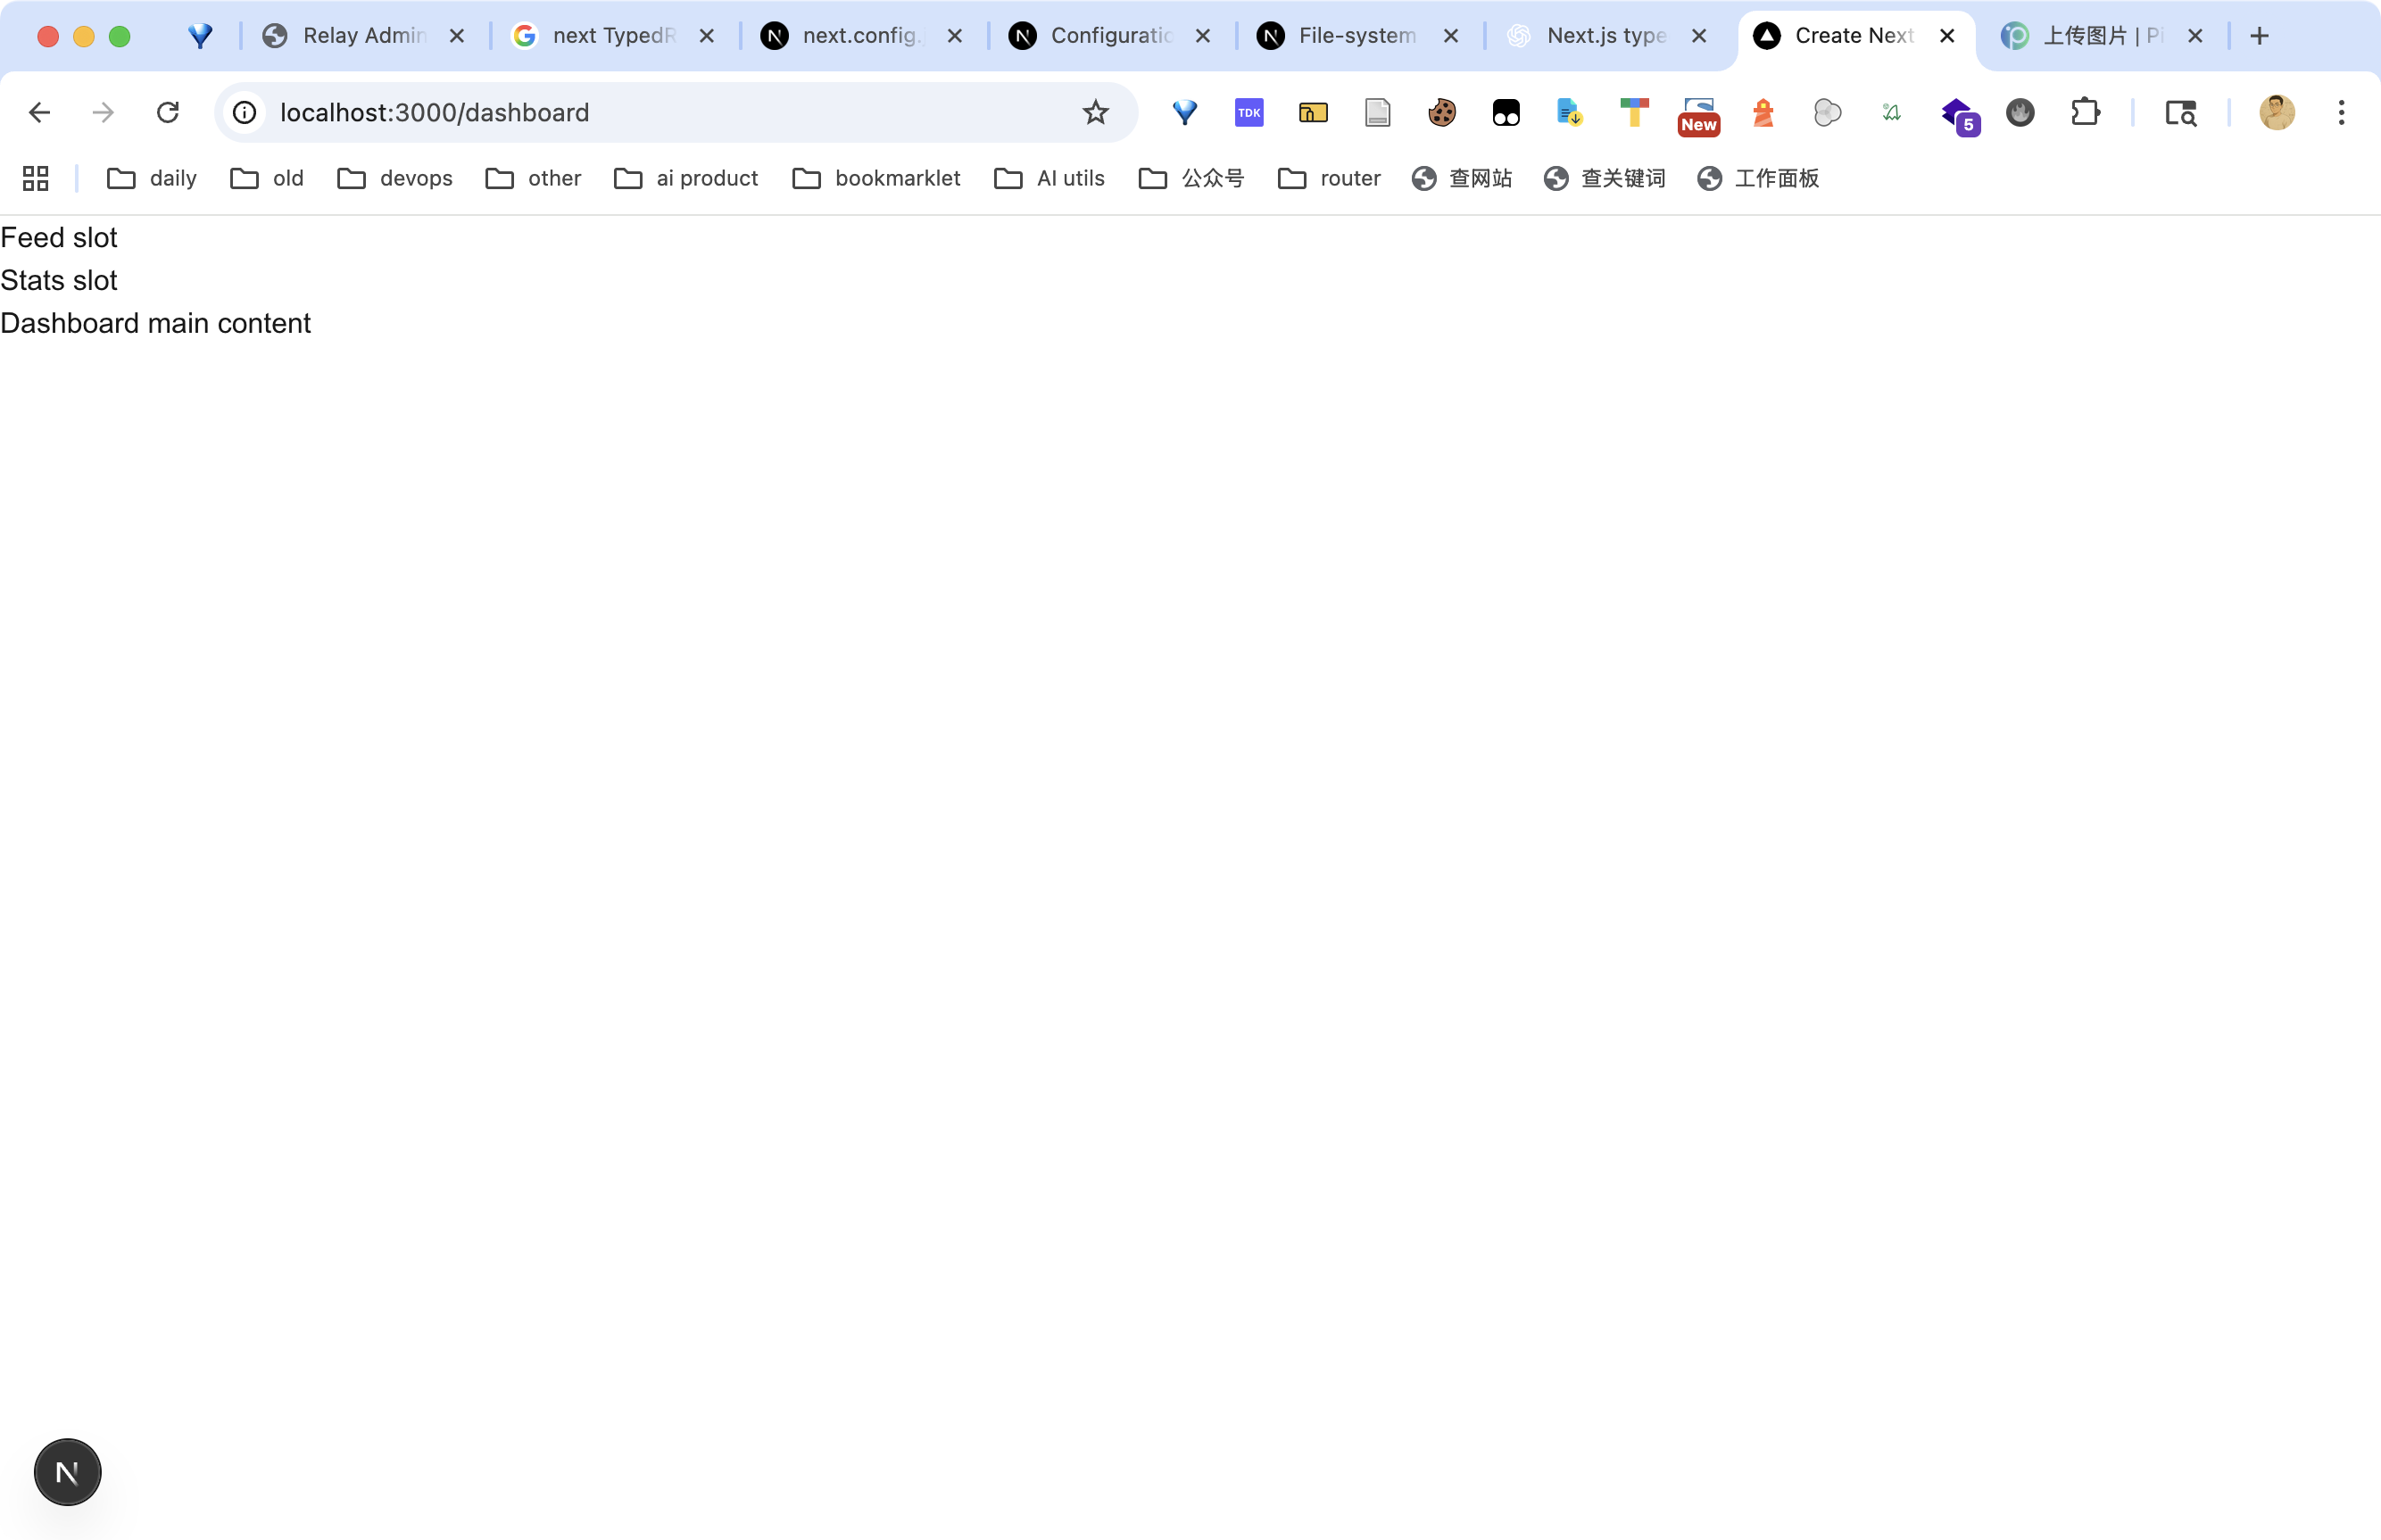 Relay Admin
next TypedR
next.config.
Configuratic
File-system
Next.js type
Create Next
上传图片 | Pi
localhost:3000/dashboard
TDK
New
5
daily
old
devops
other
ai product
bookmarklet
AI utils
公众号
router
查网站
查关键词
工作面板
Feed slot
Stats slot
Dashboard main content
N